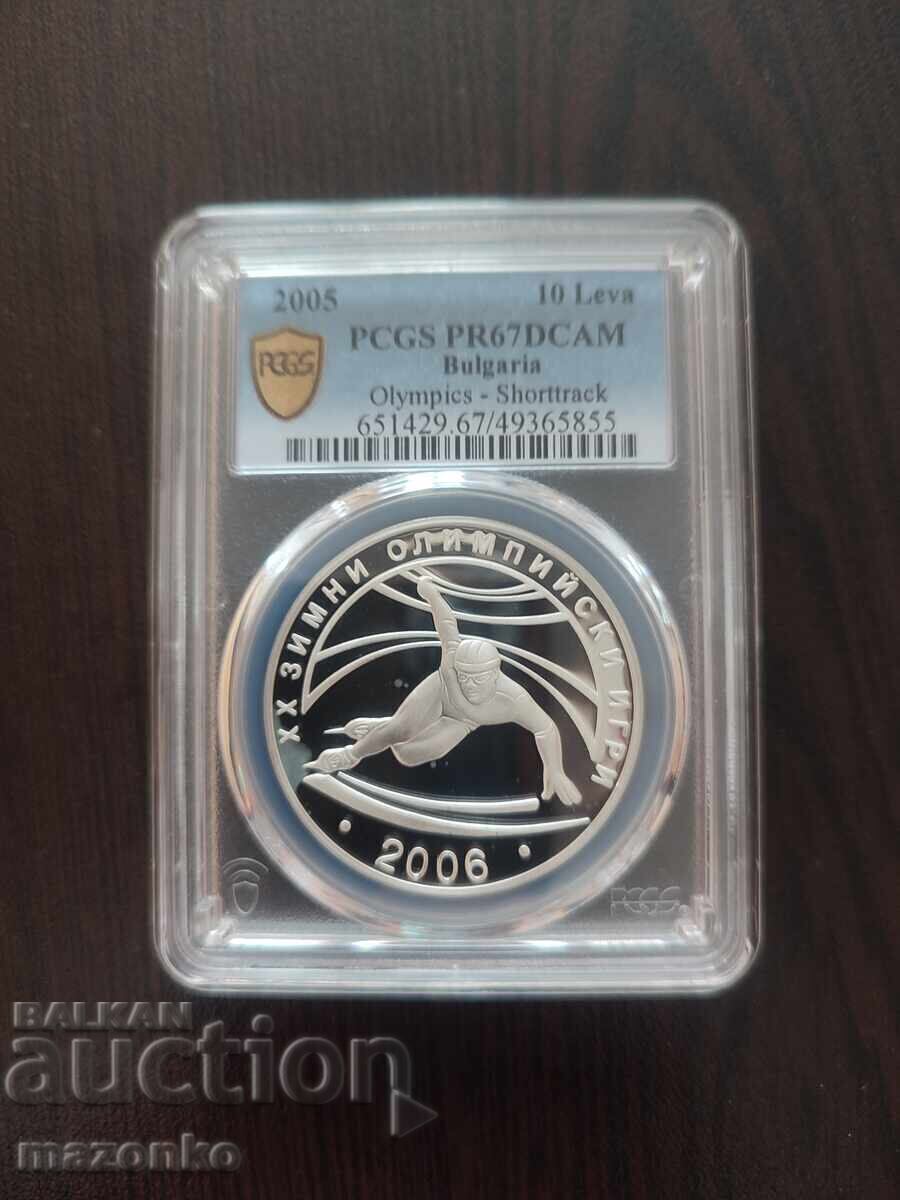 2005 10 Leva
PCGS PR67DCAM
PCGS
Bulgaria
Olympics - Shorttrack
651429.67/49365855
XX ЗИМНИ ОЛИМПИЙСКИ ИГРИ
· 2006 ·
PCGS
BALKAN
auction
mazonko